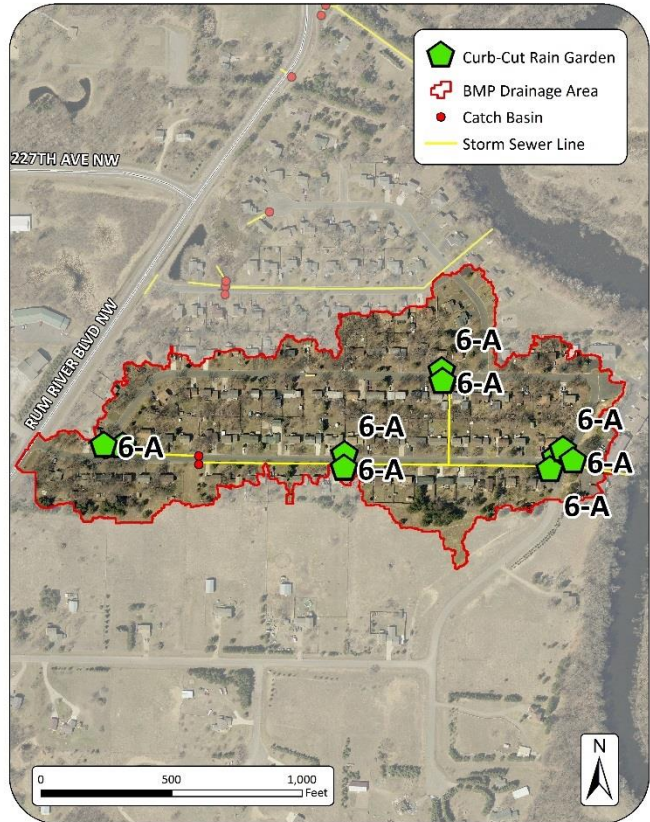 Curb-Cut Rain Garden
BMP Drainage Area
Catch Basin
Storm Sewer Line
227TH AVE NW
RUM RIVER BLVD NW
6-A
6-A
6-A
6-A
6-A
6-A
6-A
6-A
0 500 1,000
Feet
N